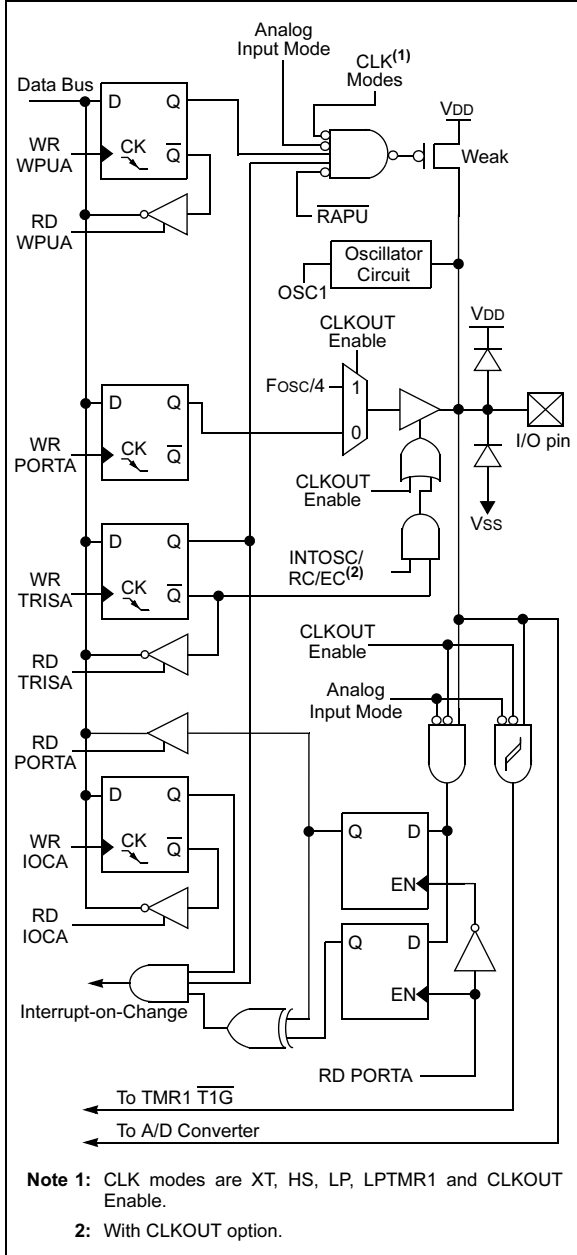 Analog
Input Mode
CLK(1)
Modes
Data Bus
D Q
VDD
WR
WPUA
CK Q
Weak
RD
WPUA
RAPU
Oscillator
Circuit
OSC1
CLKOUT
Enable
VDD
FOSC/4
1
D Q
0
I/O pin
WR
PORTA
CK Q
CLKOUT
Enable
VSS
D Q
INTOSC/
RC/EC(2)
WR
TRISA
CK Q
CLKOUT
Enable
RD
TRISA
Analog
Input Mode
RD
PORTA
D Q
Q D
WR
IOCA
CK Q
EN
RD
IOCA
Q D
Interrupt-on-Change
EN
RD PORTA
To TMR1 T1G
To A/D Converter
Note 1: CLK modes are XT, HS, LP, LPTMR1 and CLKOUT
Enable.
2: With CLKOUT option.